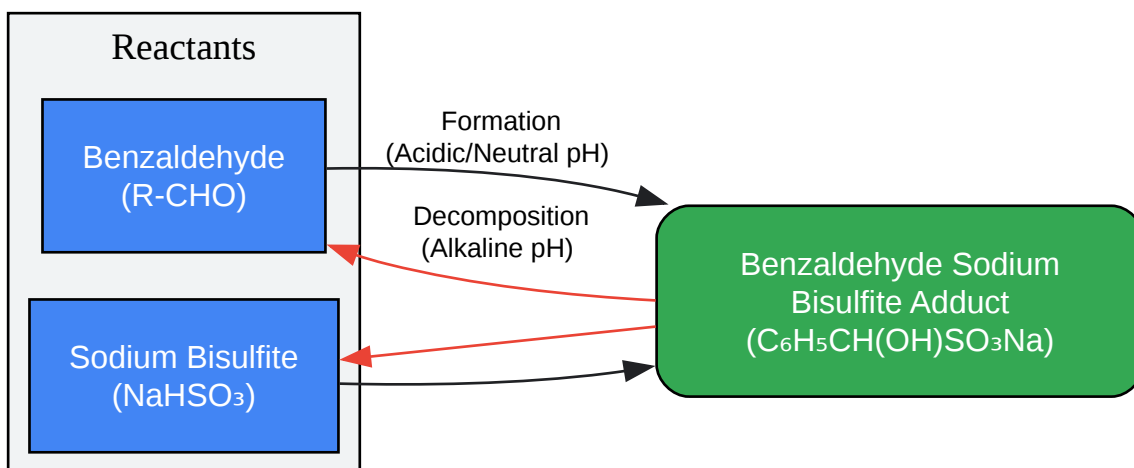 Reactants
Benzaldehyde
(R-CHO)
Formation
(Acidic/Neutral pH)
Decomposition
(Alkaline pH)
Sodium Bisulfite
(NaHSO₃)
Benzaldehyde Sodium
Bisulfite Adduct
(C₆H₅CH(OH)SO₃Na)